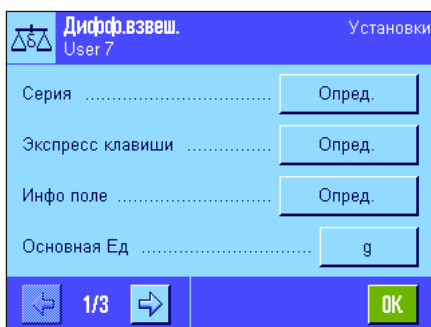 Дифф.взвеш. Установки
User 7
Серия ................................ Опред.
Экспресс клавиши ............... Опред.
Инфо поле ........................... Опред.
Основная Ед .............................. g
1/3 OK